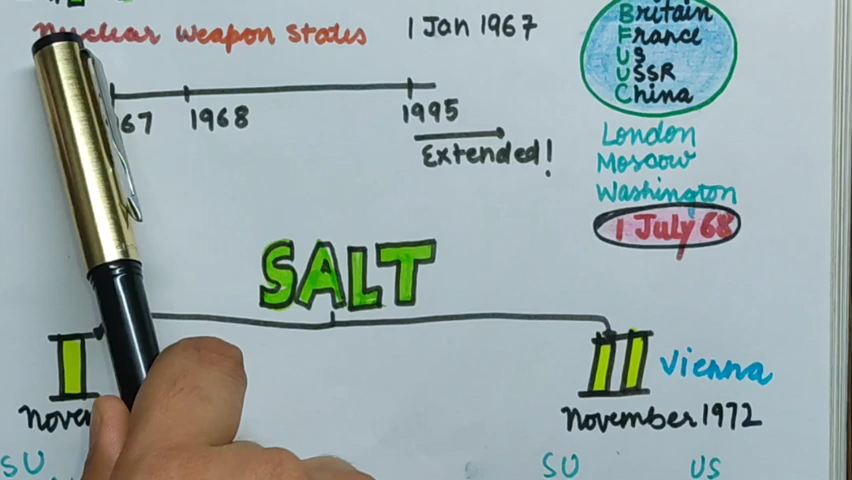 Nuclear Weapon States 1 Jan 1967
Britain
France
US
USSR
China
67 1968 1995
Extended!
London
Moscow
Washington
1 July 68
SALT
I II Vienna
Novem November 1972
SU SU US